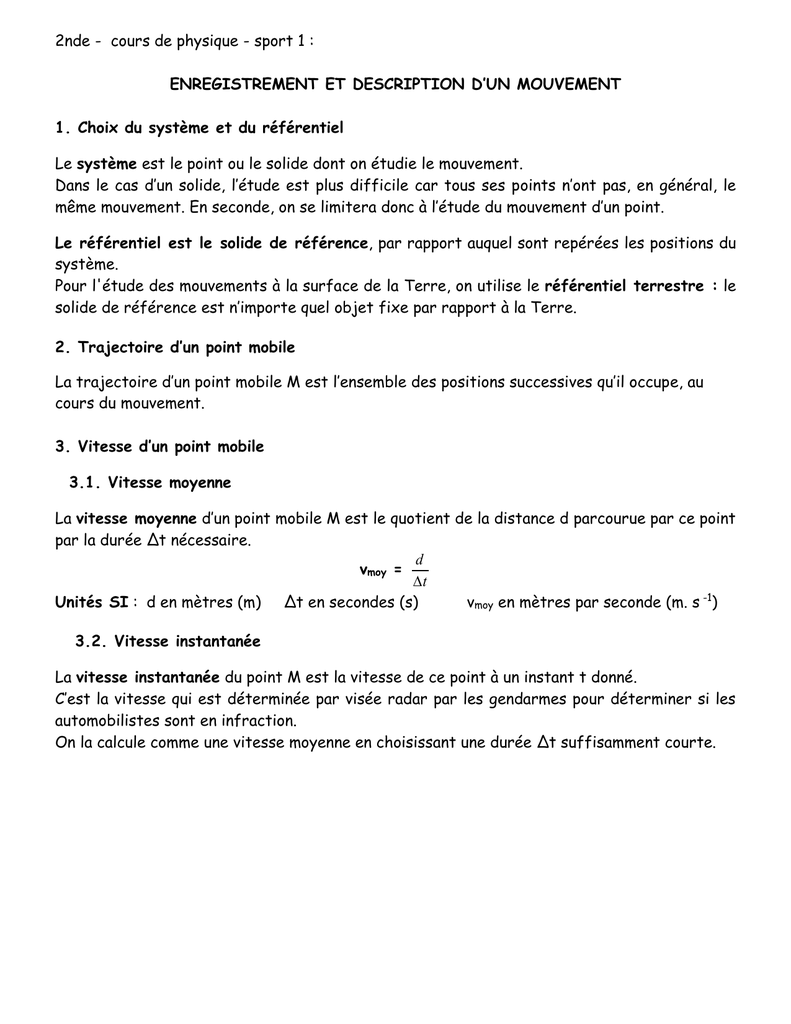 2nde - cours de physique - sport 1 :
ENREGISTREMENT ET DESCRIPTION D'UN MOUVEMENT
1. Choix du système et du référentiel
Le système est le point ou le solide dont on étudie le mouvement.
Dans le cas d'un solide, l'étude est plus difficile car tous ses points n'ont pas, en général, le
même mouvement. En seconde, on se limitera donc à l'étude du mouvement d'un point.
Le référentiel est le solide de référence, par rapport auquel sont repérées les positions du
système.
Pour l'étude des mouvements à la surface de la Terre, on utilise le référentiel terrestre : le
solide de référence est n'importe quel objet fixe par rapport à la Terre.
2. Trajectoire d'un point mobile
La trajectoire d'un point mobile M est l'ensemble des positions successives qu'il occupe, au
cours du mouvement.
3. Vitesse d'un point mobile
3.1. Vitesse moyenne
La vitesse moyenne d'un point mobile M est le quotient de la distance d parcourue par ce point
par la durée Δt nécessaire.
vmoy = d/Δt
Unités SI : d en mètres (m) Δt en secondes (s) vmoy en mètres par seconde (m. s -1)
3.2. Vitesse instantanée
La vitesse instantanée du point M est la vitesse de ce point à un instant t donné.
C'est la vitesse qui est déterminée par visée radar par les gendarmes pour déterminer si les
automobilistes sont en infraction.
On la calcule comme une vitesse moyenne en choisissant une durée Δt suffisamment courte.